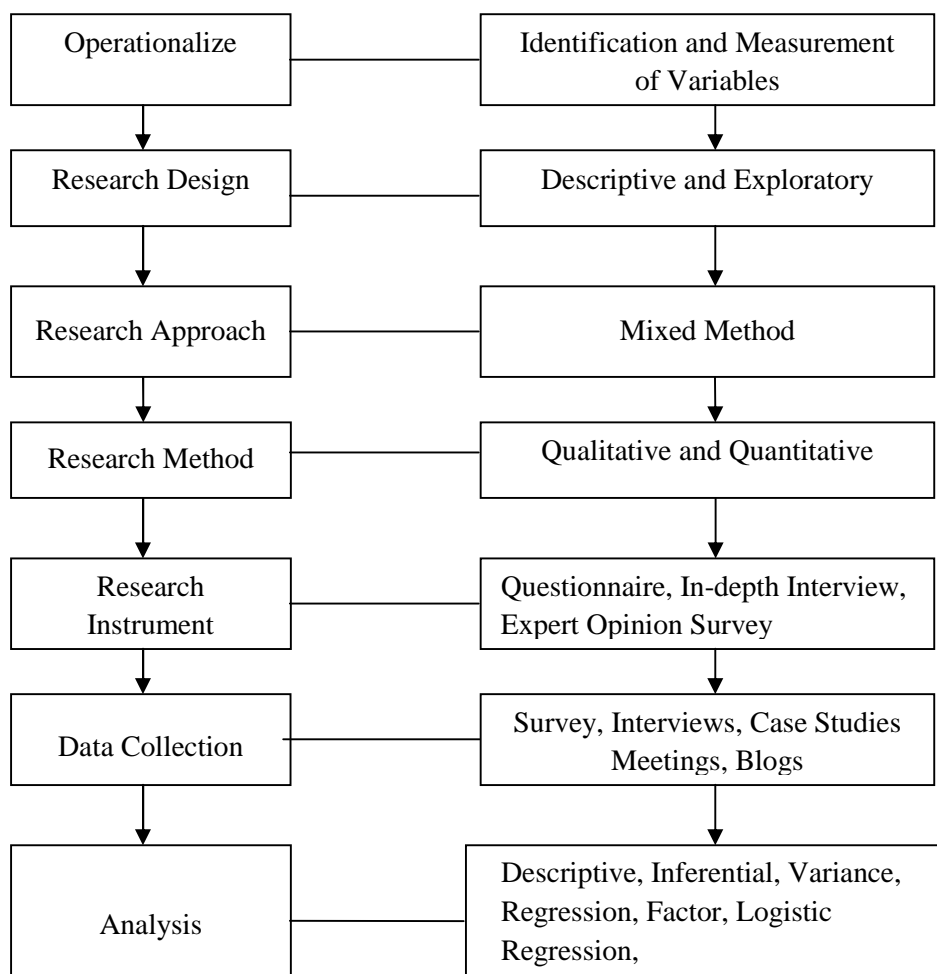 Operationalize
Identification and Measurement
of Variables
Research Design
Descriptive and Exploratory
Research Approach
Mixed Method
Research Method
Qualitative and Quantitative
Research
Instrument
Questionnaire, In-depth Interview,
Expert Opinion Survey
Data Collection
Survey, Interviews, Case Studies
Meetings, Blogs
Analysis
Descriptive, Inferential, Variance,
Regression, Factor, Logistic
Regression,